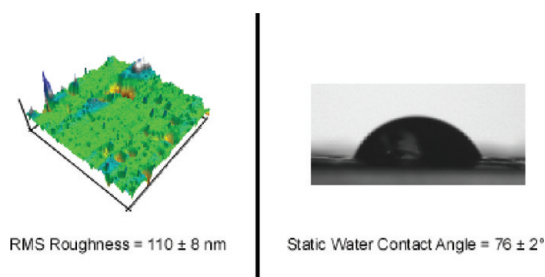 RMS Roughness = 110 ± 8 nm
Static Water Contact Angle = 76 ± 2°